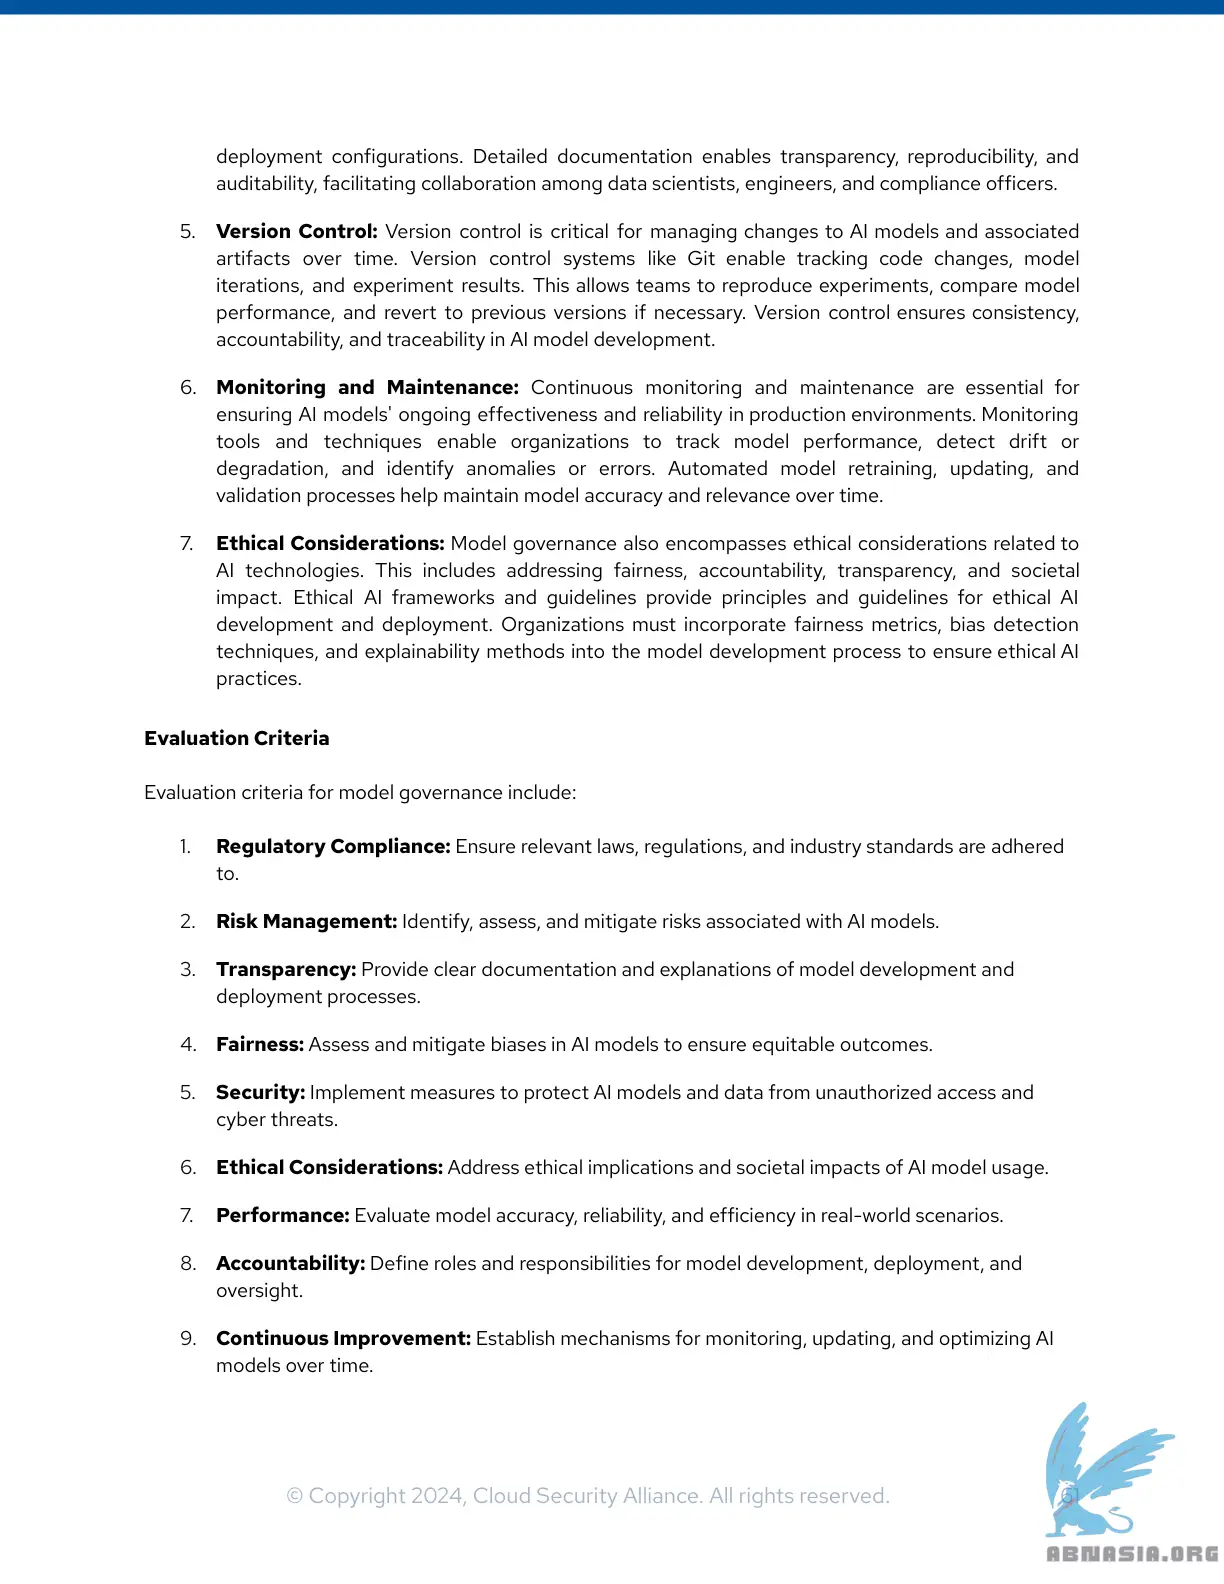 deployment configurations. Detailed documentation enables transparency, reproducibility, and
auditability, facilitating collaboration among data scientists, engineers, and compliance officers.
5. Version Control: Version control is critical for managing changes to AI models and associated
artifacts over time. Version control systems like Git enable tracking code changes, model
iterations, and experiment results. This allows teams to reproduce experiments, compare model
performance, and revert to previous versions if necessary. Version control ensures consistency,
accountability, and traceability in AI model development.
6. Monitoring and Maintenance: Continuous monitoring and maintenance are essential for
ensuring AI models' ongoing effectiveness and reliability in production environments. Monitoring
tools and techniques enable organizations to track model performance, detect drift or
degradation, and identify anomalies or errors. Automated model retraining, updating, and
validation processes help maintain model accuracy and relevance over time.
7. Ethical Considerations: Model governance also encompasses ethical considerations related to
AI technologies. This includes addressing fairness, accountability, transparency, and societal
impact. Ethical AI frameworks and guidelines provide principles and guidelines for ethical AI
development and deployment. Organizations must incorporate fairness metrics, bias detection
techniques, and explainability methods into the model development process to ensure ethical AI
practices.
Evaluation Criteria
Evaluation criteria for model governance include:
1. Regulatory Compliance: Ensure relevant laws, regulations, and industry standards are adhered
to.
2. Risk Management: Identify, assess, and mitigate risks associated with AI models.
3. Transparency: Provide clear documentation and explanations of model development and
deployment processes.
4. Fairness: Assess and mitigate biases in AI models to ensure equitable outcomes.
5. Security: Implement measures to protect AI models and data from unauthorized access and
cyber threats.
6. Ethical Considerations: Address ethical implications and societal impacts of AI model usage.
7. Performance: Evaluate model accuracy, reliability, and efficiency in real-world scenarios.
8. Accountability: Define roles and responsibilities for model development, deployment, and
oversight.
9. Continuous Improvement: Establish mechanisms for monitoring, updating, and optimizing AI
models over time.
© Copyright 2024, Cloud Security Alliance. All rights reserved.
61
ABNASIA.ORG